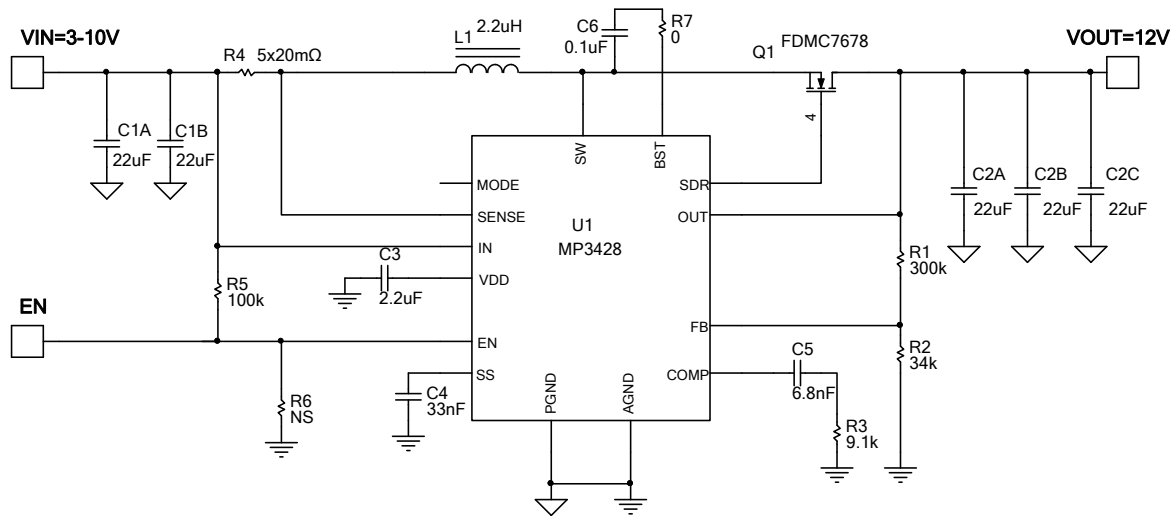 VIN=3-10V
R4 5x20mΩ
L1 2.2uH
C6
0.1uF
R7
0
Q1 FDMC7678
VOUT=12V
4
C1A
22uF
C1B
22uF
SW
BST
MODE
SDR
SENSE
OUT
IN
VDD
U1
MP3428
C2A
22uF
C2B
22uF
C2C
22uF
C3
2.2uF
R5
100k
R1
300k
EN
EN
FB
R2
34k
SS
COMP
C4
33nF
C5
6.8nF
R6
NS
PGND
AGND
R3
9.1k